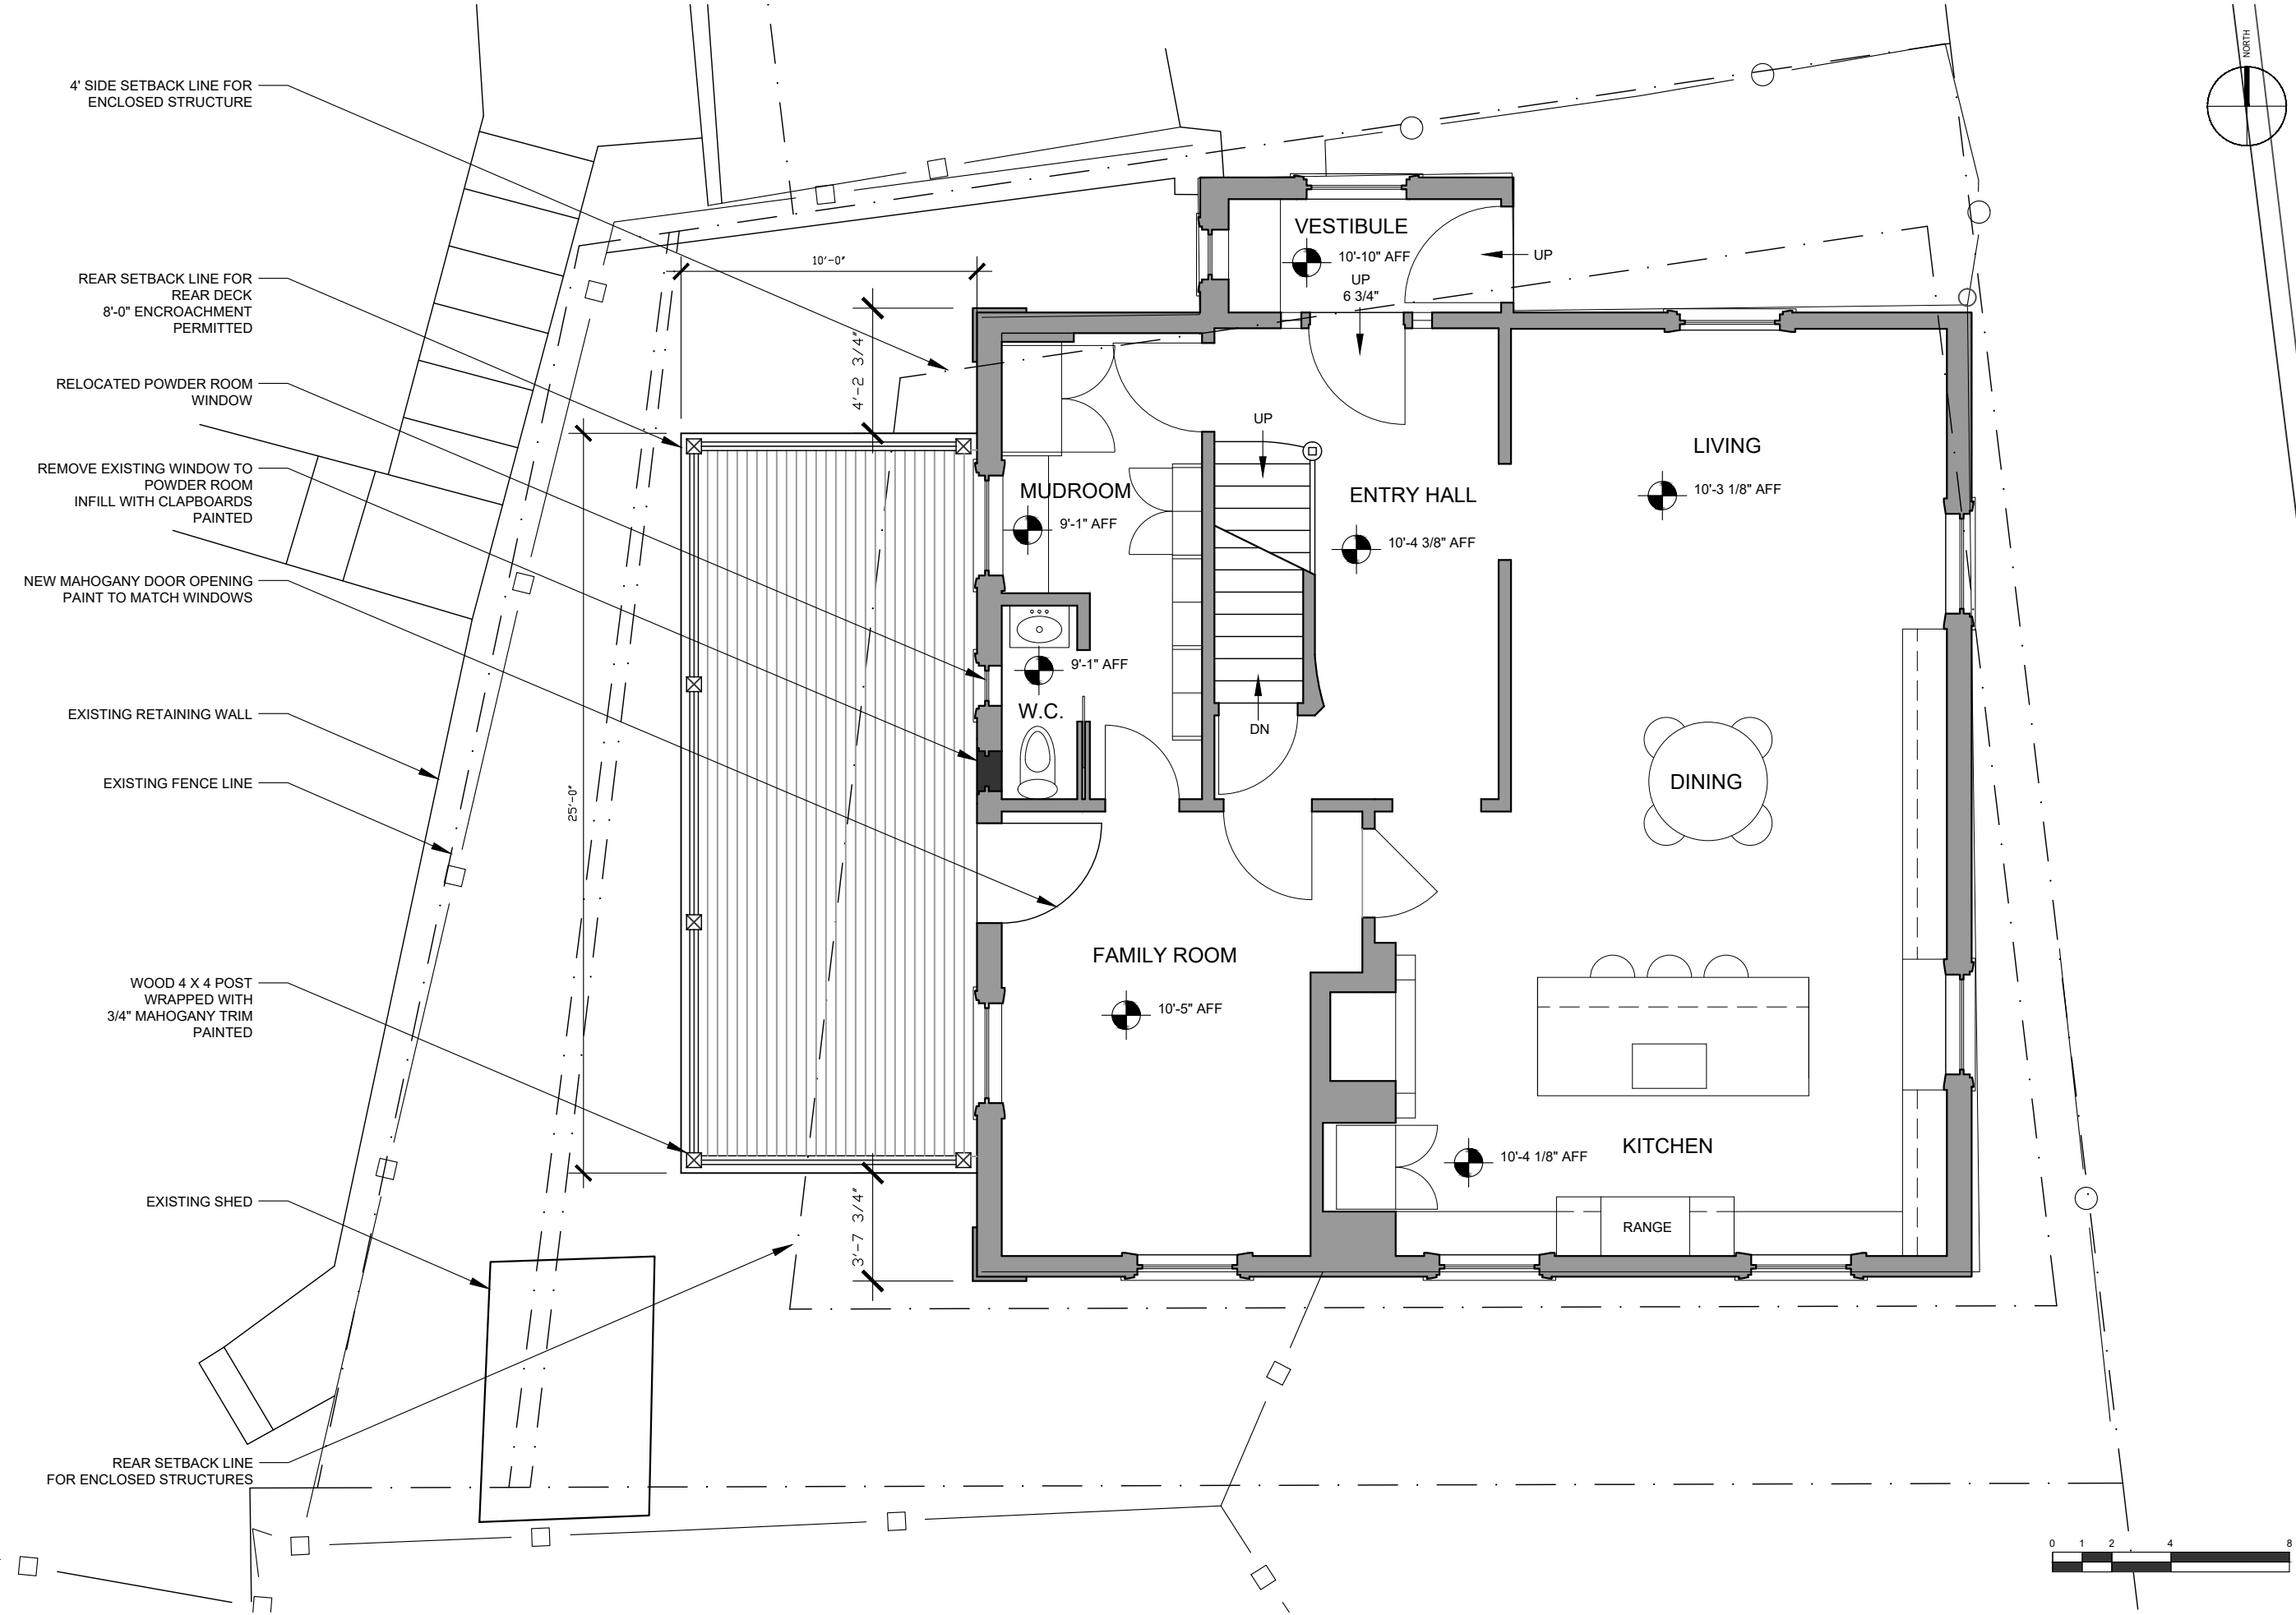 4' SIDE SETBACK LINE FOR
ENCLOSED STRUCTURE
REAR SETBACK LINE FOR
REAR DECK
8'-0" ENCROACHMENT
PERMITTED
RELOCATED POWDER ROOM
WINDOW
REMOVE EXISTING WINDOW TO
POWDER ROOM
INFILL WITH CLAPBOARDS
PAINTED
NEW MAHOGANY DOOR OPENING
PAINT TO MATCH WINDOWS
EXISTING RETAINING WALL
EXISTING FENCE LINE
WOOD 4 X 4 POST
WRAPPED WITH
3/4" MAHOGANY TRIM
PAINTED
EXISTING SHED
REAR SETBACK LINE
FOR ENCLOSED STRUCTURES
10'-0"
4'-2 3/4"
25'-0"
3'-7 3/4"
VESTIBULE
10'-10" AFF
UP
6 3/4"
UP
UP
MUDROOM
9'-1" AFF
ENTRY HALL
10'-4 3/8" AFF
LIVING
10'-3 1/8" AFF
9'-1" AFF
W.C.
DN
DINING
FAMILY ROOM
10'-5" AFF
KITCHEN
10'-4 1/8" AFF
RANGE
NORTH
0 1 2 4 8